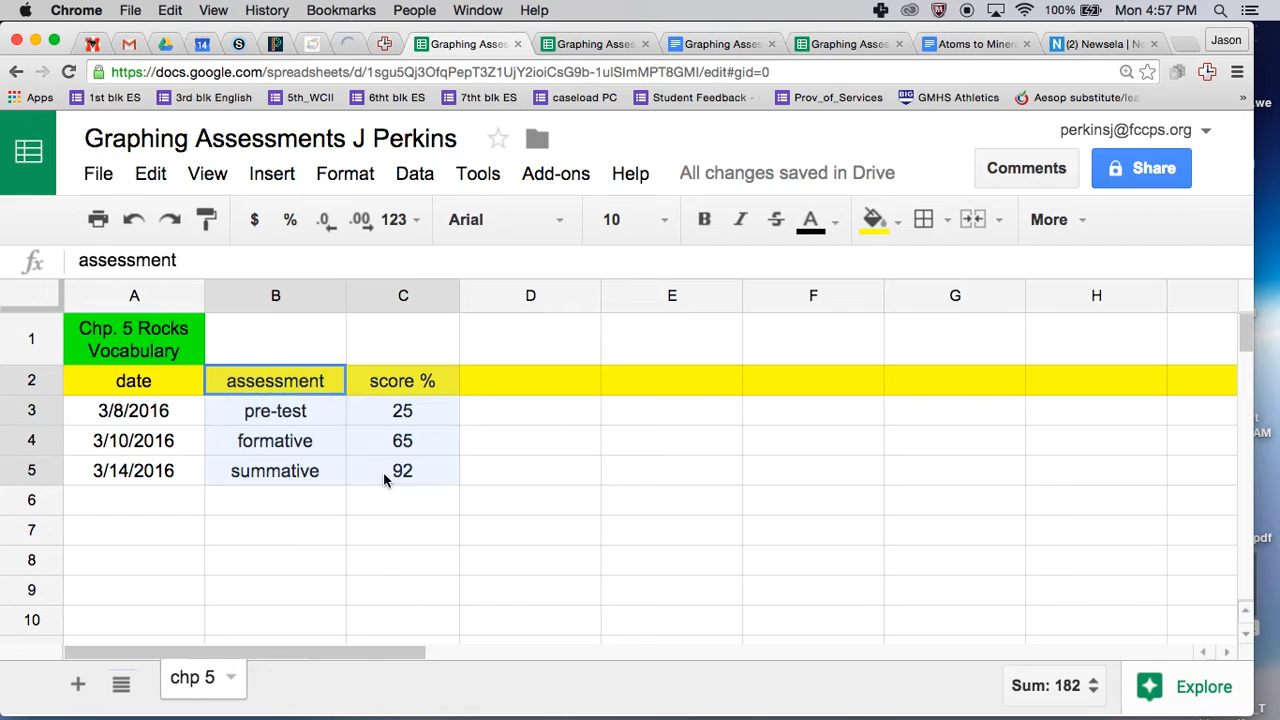 Chrome File Edit View History Bookmarks People Window Help 100% Mon 4:57 PM
Graphing Asses × Graphing Asses × Graphing Asses × Graphing Asses × Atoms to Mine × (2) Newsela | N × Jason
https://docs.google.com/spreadsheets/d/
Apps 1st blk ES 3rd blk English 5th_WCII 6tht blk ES 7tht blk ES caseload PC Student Feedback - Prov_of_Services GMHS Athletics Aesop substitute/lea »
Graphing Assessments J Perkins
perkinsj@fccps.org
File Edit View Insert Format Data Tools Add-ons Help All changes saved in Drive Comments Share
$ % .0 .00 123 Arial 10 B I S A More
fx assessment
A B C D E F G H
1 Chp. 5 Rocks
Vocabulary
2 date assessment score %
3 3/8/2016 pre-test 25
4 3/10/2016 formative 65
5 3/14/2016 summative 92
6
7
8
9
10
+ chp 5 Sum: 182 Explore